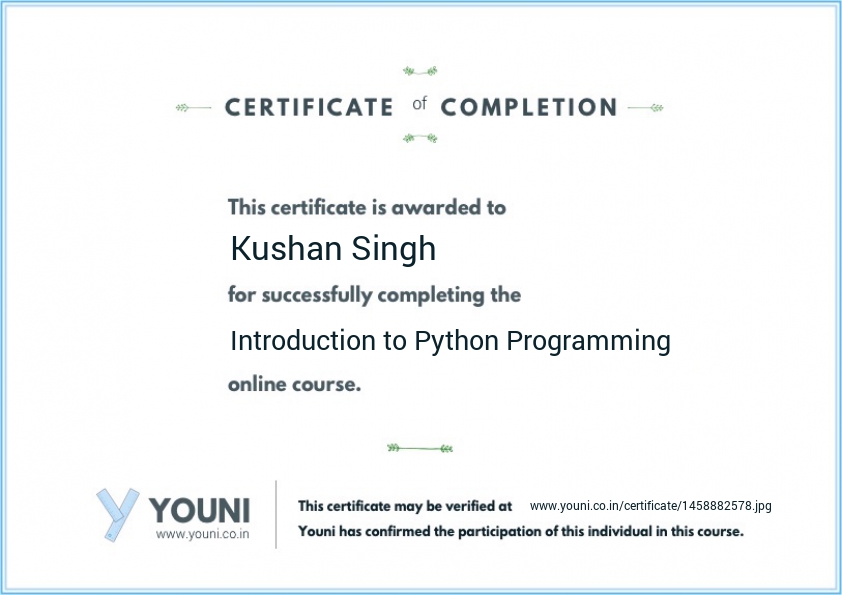 CERTIFICATE of COMPLETION
This certificate is awarded to
Kushan Singh
for successfully completing the
Introduction to Python Programming
online course.
YOUNI
www.youni.co.in
This certificate may be verified at www.youni.co.in/certificate/1458882578.jpg
Youni has confirmed the participation of this individual in this course.